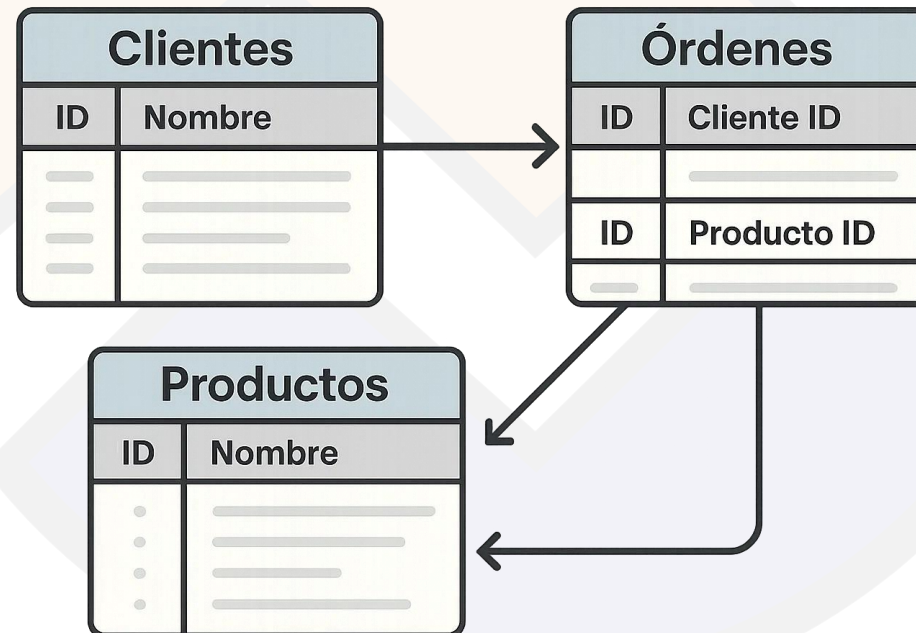 Clientes
ID Nombre
Órdenes
ID Cliente ID
ID Producto ID
Productos
ID Nombre